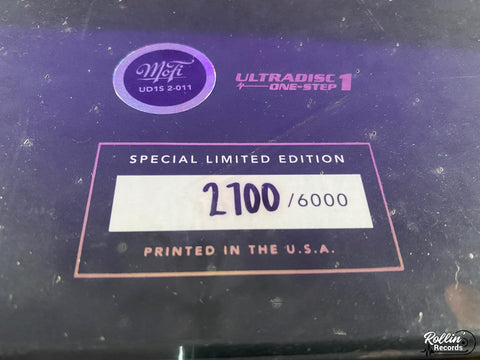 MoFi
UD1S 2-011
ULTRADISC
ONE-STEP 1
SPECIAL LIMITED EDITION
2700 /6000
PRINTED IN THE U.S.A.
Rollin'
Records